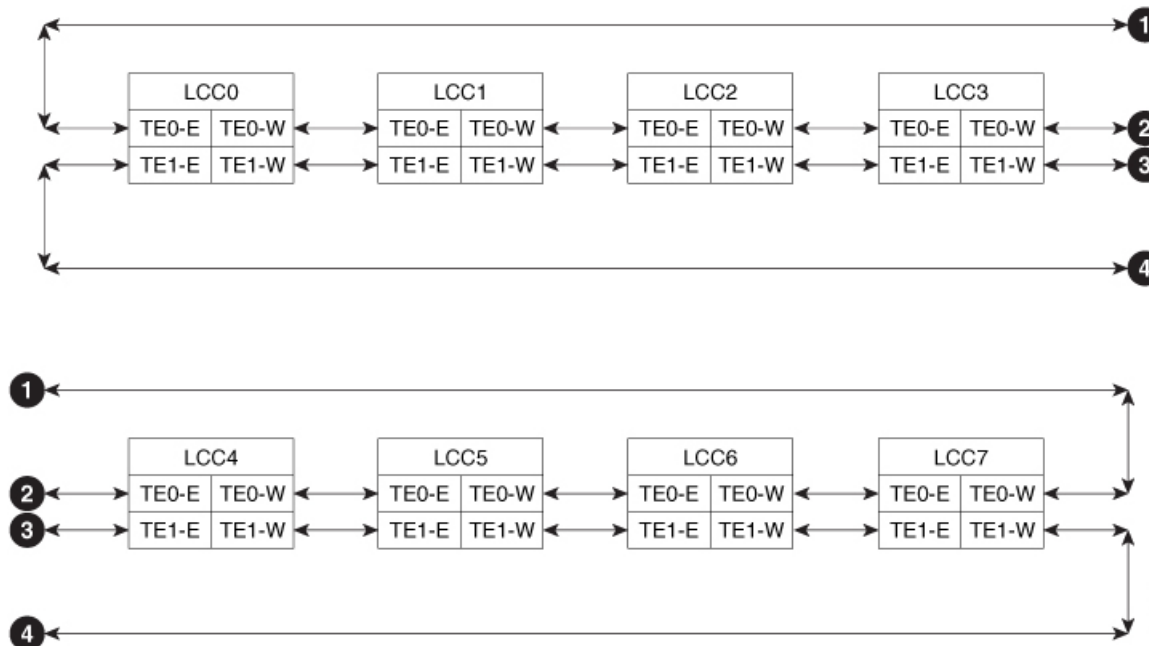 1
LCC0 LCC1 LCC2 LCC3
TE0-E TE0-W TE0-E TE0-W TE0-E TE0-W TE0-E TE0-W 2
TE1-E TE1-W TE1-E TE1-W TE1-E TE1-W TE1-E TE1-W 3
4
1
LCC4 LCC5 LCC6 LCC7
2 TE0-E TE0-W TE0-E TE0-W TE0-E TE0-W TE0-E TE0-W
3 TE1-E TE1-W TE1-E TE1-W TE1-E TE1-W TE1-E TE1-W
4